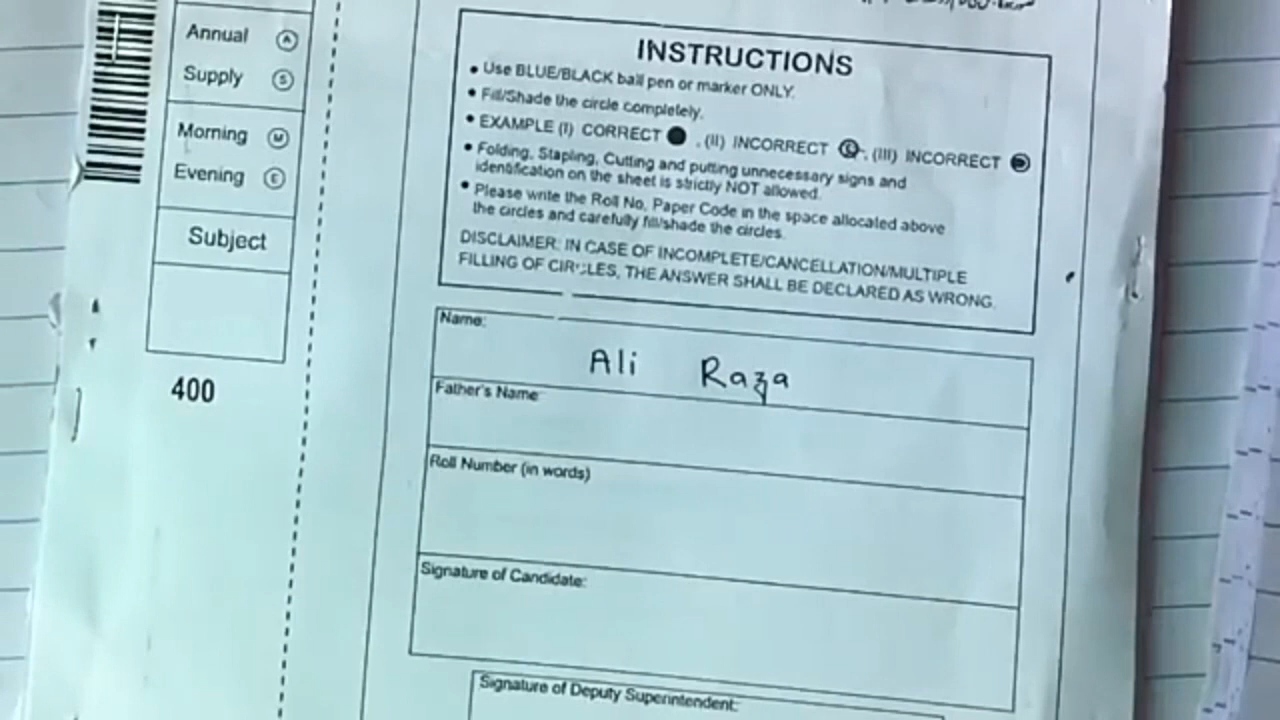 Annual A
Supply S
Morning M
Evening E
Subject
400
INSTRUCTIONS
• Use BLUE/BLACK ball pen or marker ONLY.
• Fill/Shade the circle completely.
• EXAMPLE (I) CORRECT , (II) INCORRECT , (III) INCORRECT
• Folding, Stapling, Cutting and putting unnecessary signs and
identification on the sheet is strictly NOT allowed.
• Please write the Roll No, Paper Code in the space allocated above
the circles and carefully fill/shade the circles.
DISCLAIMER: IN CASE OF INCOMPLETE/CANCELLATION/MULTIPLE
FILLING OF CIRCLES, THE ANSWER SHALL BE DECLARED AS WRONG.
Name:
Ali Raza
Father's Name:
Roll Number (in words)
Signature of Candidate:
Signature of Deputy Superintendent: